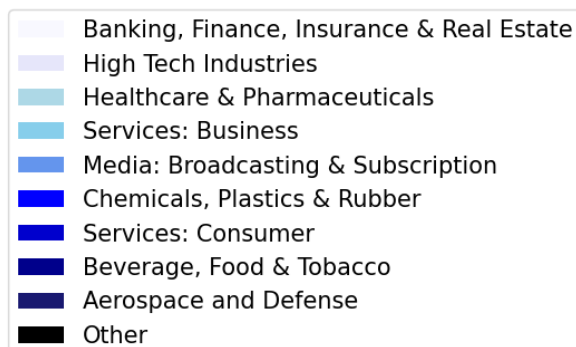 Banking, Finance, Insurance & Real Estate
High Tech Industries
Healthcare & Pharmaceuticals
Services: Business
Media: Broadcasting & Subscription
Chemicals, Plastics & Rubber
Services: Consumer
Beverage, Food & Tobacco
Aerospace and Defense
Other